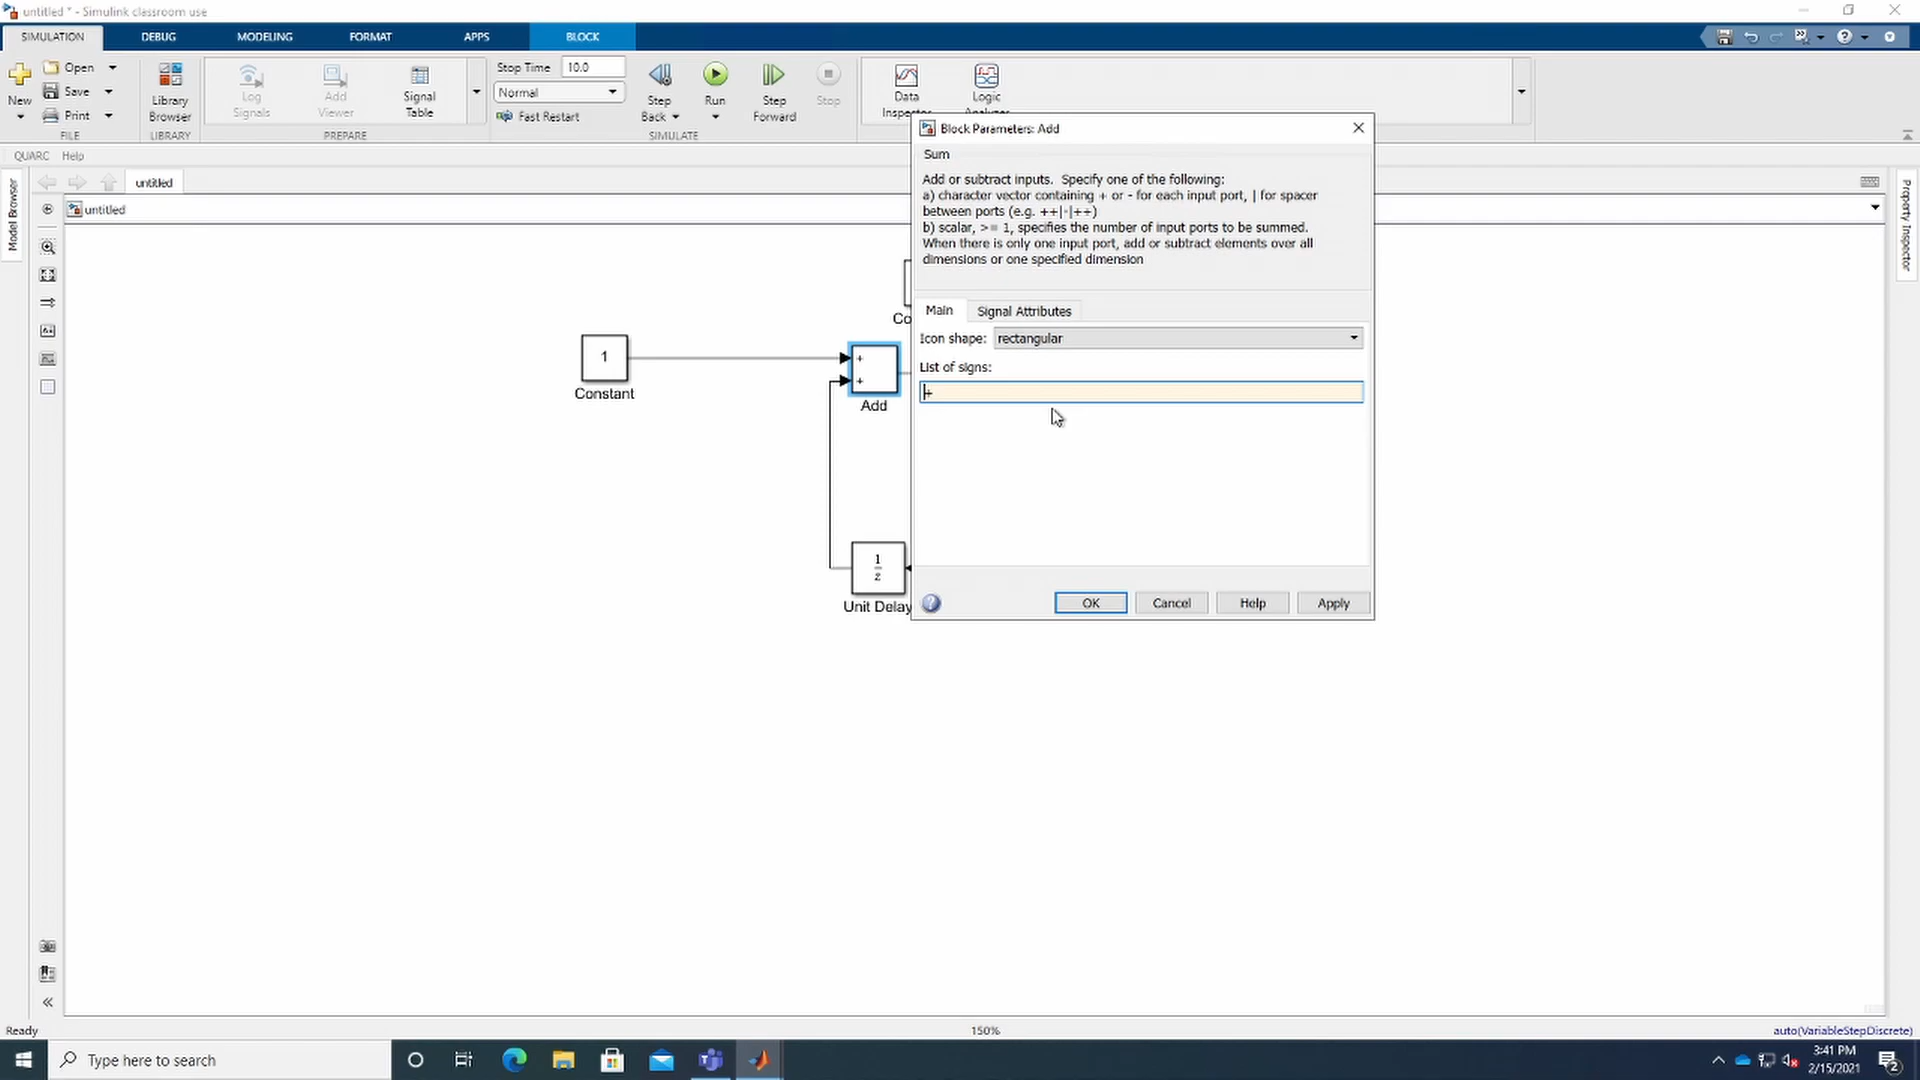 untitled * - Simulink classroom use
SIMULATION DEBUG MODELING FORMAT APPS BLOCK
New
Open
Save
Print
FILE
Library Browser
LIBRARY
Log Signals
Add Viewer
Signal Table
PREPARE
Stop Time 10.0
Normal
Fast Restart
Step Back
Run
Step Forward
Stop
SIMULATE
Data Inspector
Logic Analyzer
QUARC Help
Model Browser
Property Inspector
untitled
untitled
1
Constant
Co
+
+
Add
1
z
Unit Delay
Block Parameters: Add
Sum
Add or subtract inputs. Specify one of the following:
a) character vector containing + or - for each input port, | for spacer
between ports (e.g. ++|-|++)
b) scalar, >= 1, specifies the number of input ports to be summed.
When there is only one input port, add or subtract elements over all
dimensions or one specified dimension
Main Signal Attributes
Icon shape: rectangular
List of signs:
+
OK Cancel Help Apply
Ready 150% auto(VariableStepDiscrete)
Type here to search
3:41 PM
2/15/2021
2